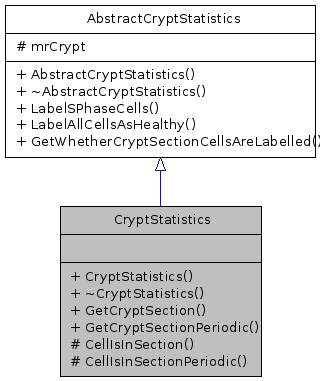 AbstractCryptStatistics
# mrCrypt
+ AbstractCryptStatistics()
+ ~AbstractCryptStatistics()
+ LabelSPhaseCells()
+ LabelAllCellsAsHealthy()
+ GetWhetherCryptSectionCellsAreLabelled()
CryptStatistics
+ CryptStatistics()
+ ~CryptStatistics()
+ GetCryptSection()
+ GetCryptSectionPeriodic()
# CellIsInSection()
# CellIsInSectionPeriodic()